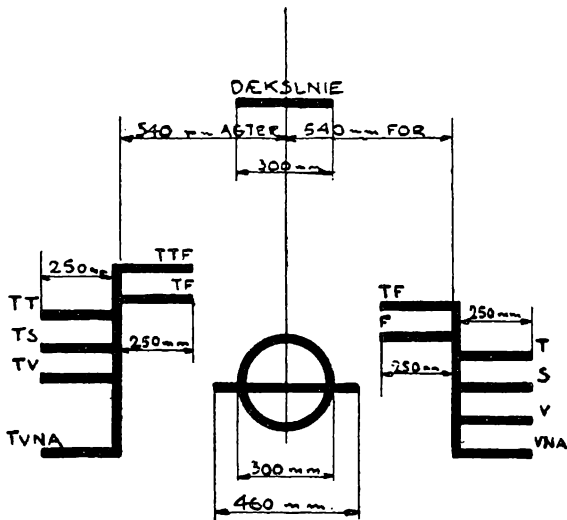 DÆKSLNIE
540 mm AGTER 540 mm FOR
300 mm
TTF
250 mm
TF
TF
TT
250 mm
F
TS
250 mm
T
TV
250 mm
S
V
TVNA
VNA
300 mm
460 mm.